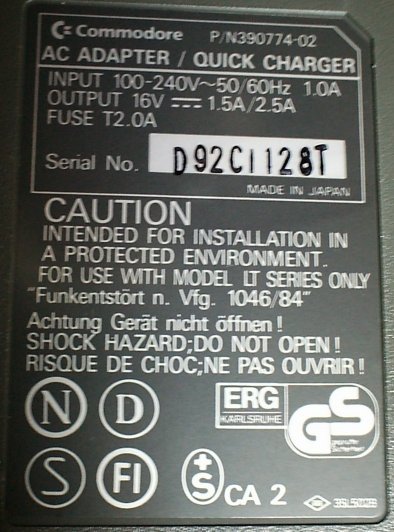 Commodore P/N390774-02
AC ADAPTER / QUICK CHARGER
INPUT 100-240V~50/60Hz 1.0A
OUTPUT 16V ⎓ 1.5A/2.5A
FUSE T2.0A
Serial No. D92C1128T
MADE IN JAPAN
CAUTION
INTENDED FOR INSTALLATION IN
A PROTECTED ENVIRONMENT.
FOR USE WITH MODEL LT SERIES ONLY
"Funkentstört n. Vfg. 1046/84"
Achtung Gerät nicht öffnen!
SHOCK HAZARD;DO NOT OPEN!
RISQUE DE CHOC;NE PAS OUVRIR!
N D ERG
KARLSRUHE
GS
geprüfte
Sicherheit
S FI +S CA 2